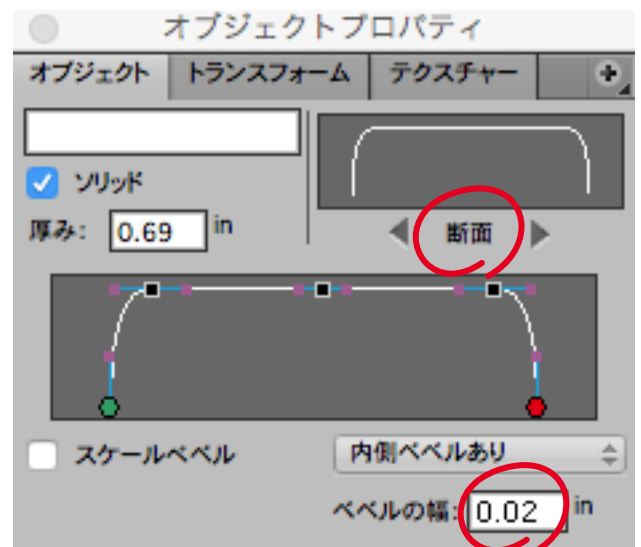 オブジェクトプロパティ
オブジェクト トランスフォーム テクスチャー
ソリッド
厚み: 0.69 in
断面
スケールベベル 内側ベベルあり
ベベルの幅: 0.02 in